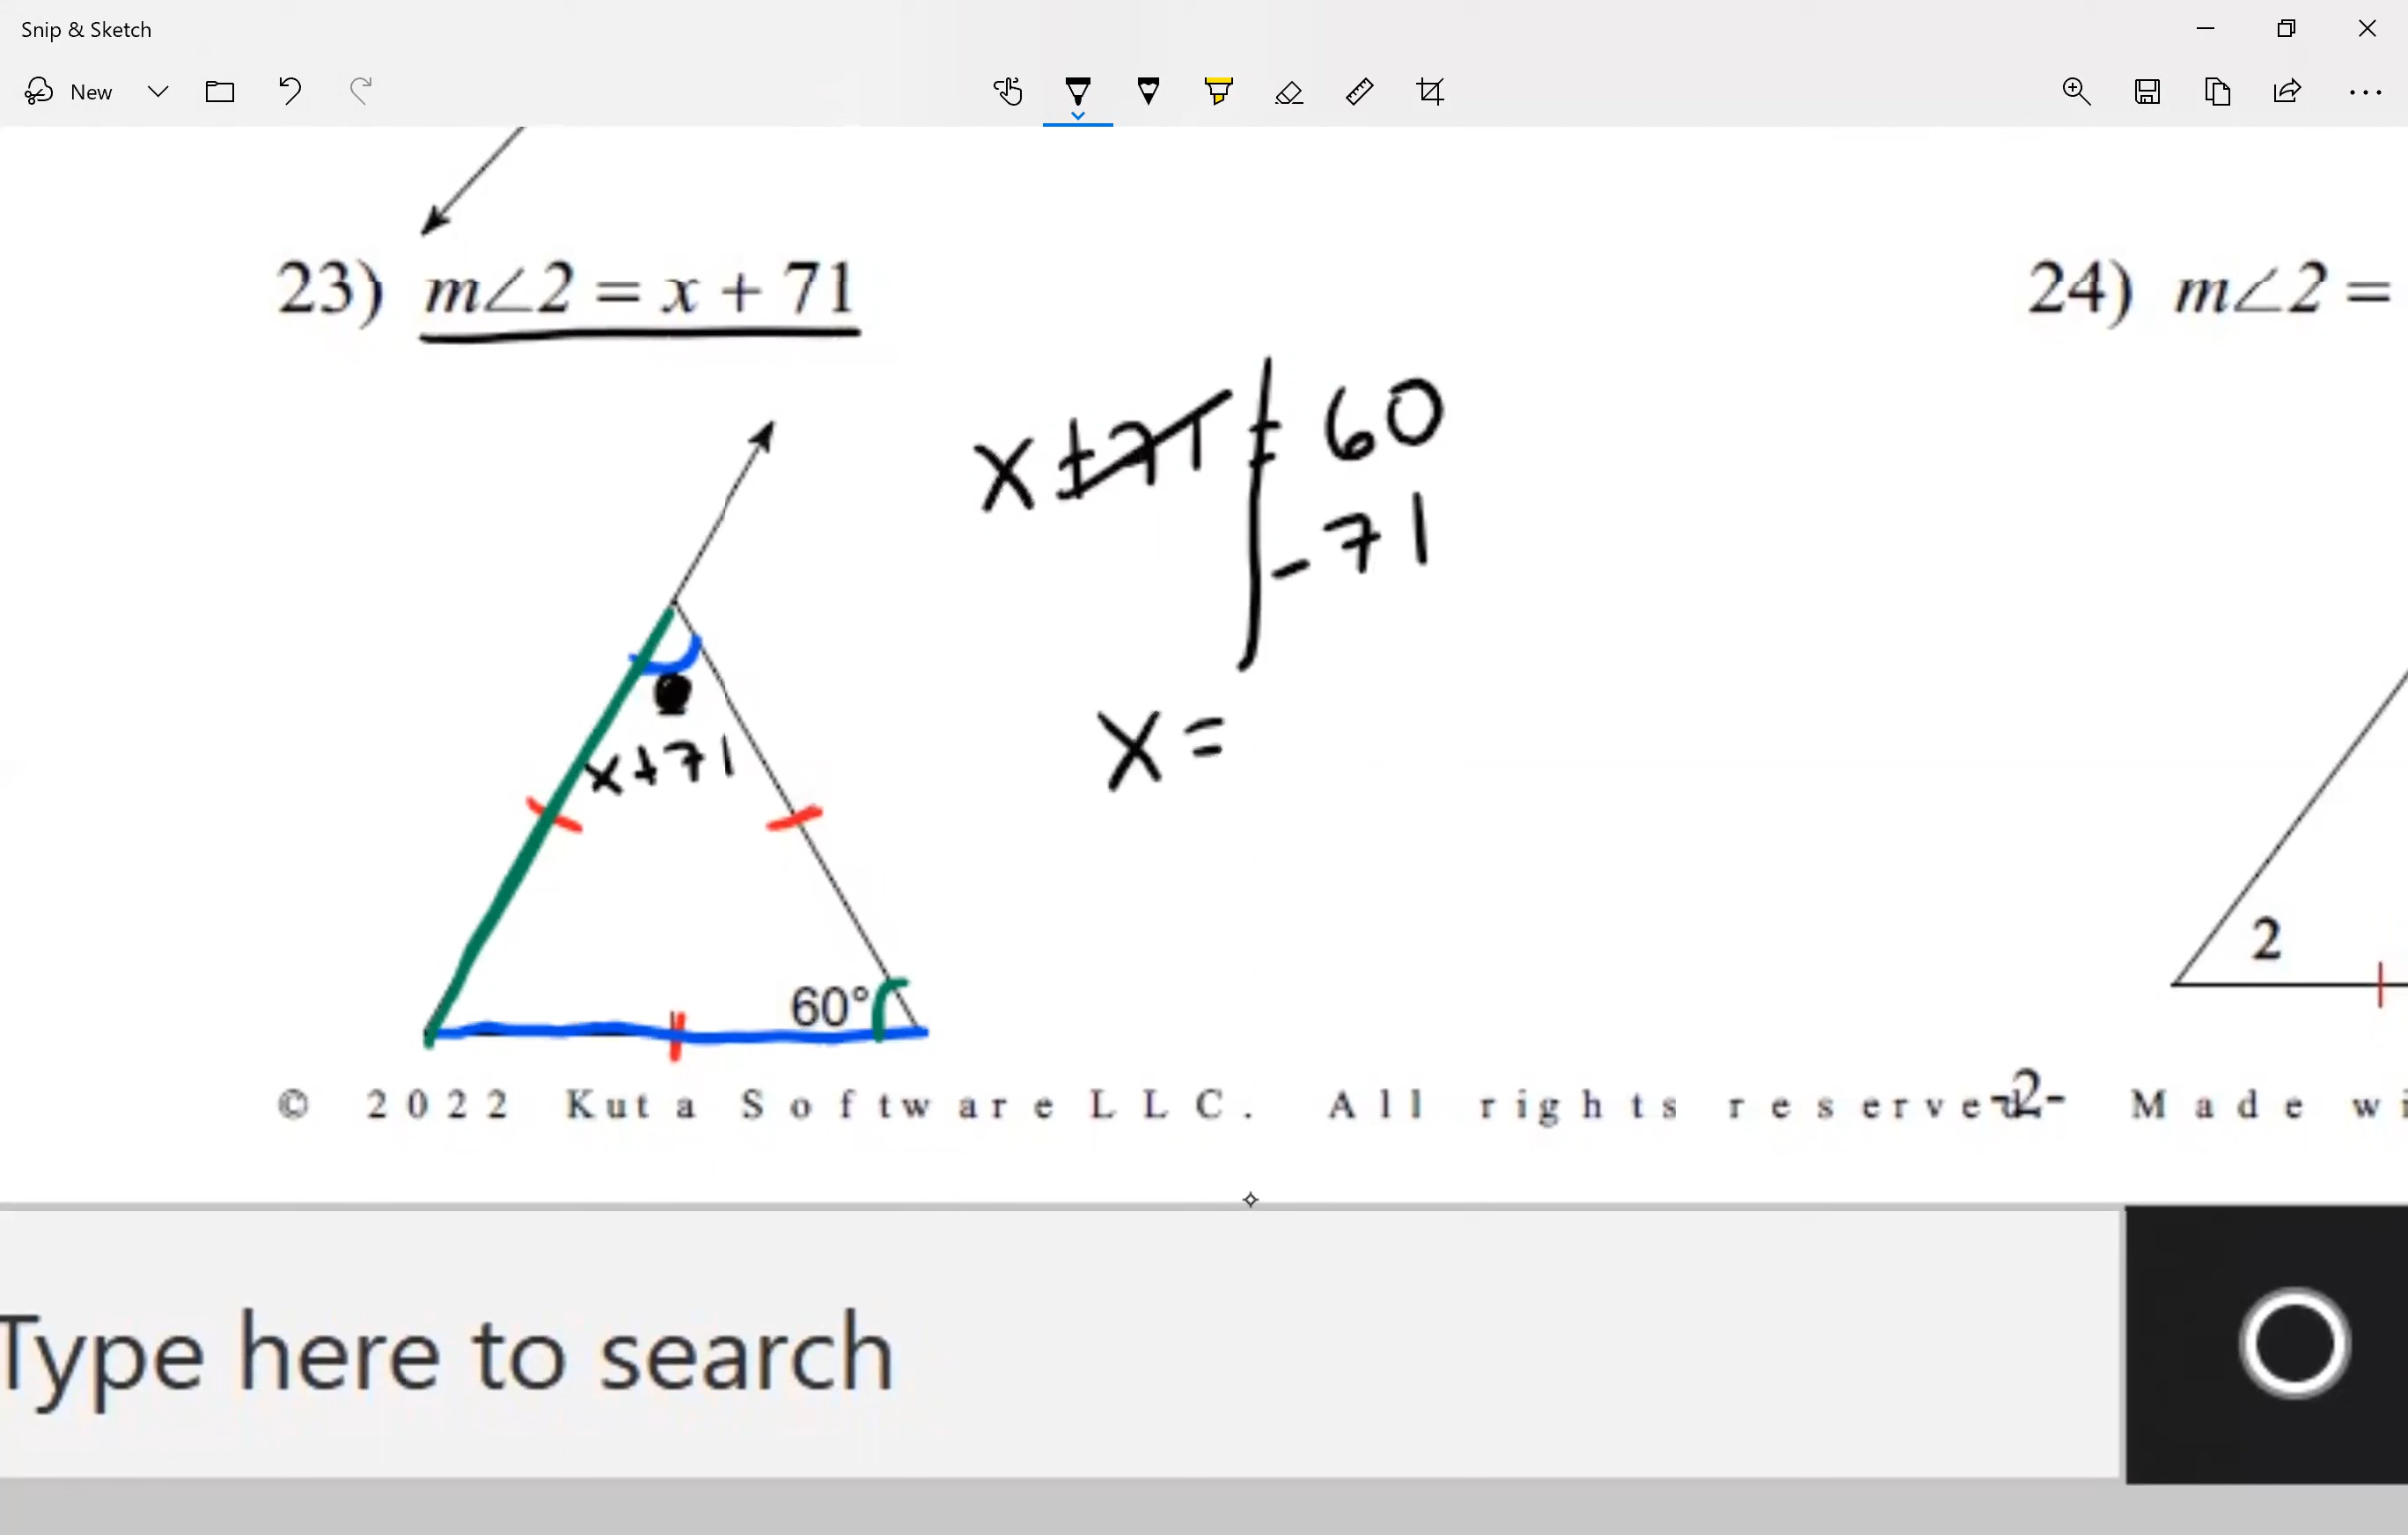 Snip & Sketch
New
23) m∠2 = x + 71
24) m∠2 =
x+71 = 60
-71
x =
x+71
60°
2
© 2022 Kuta Software LLC. All rights reserved. -2- Made wi
Type here to search